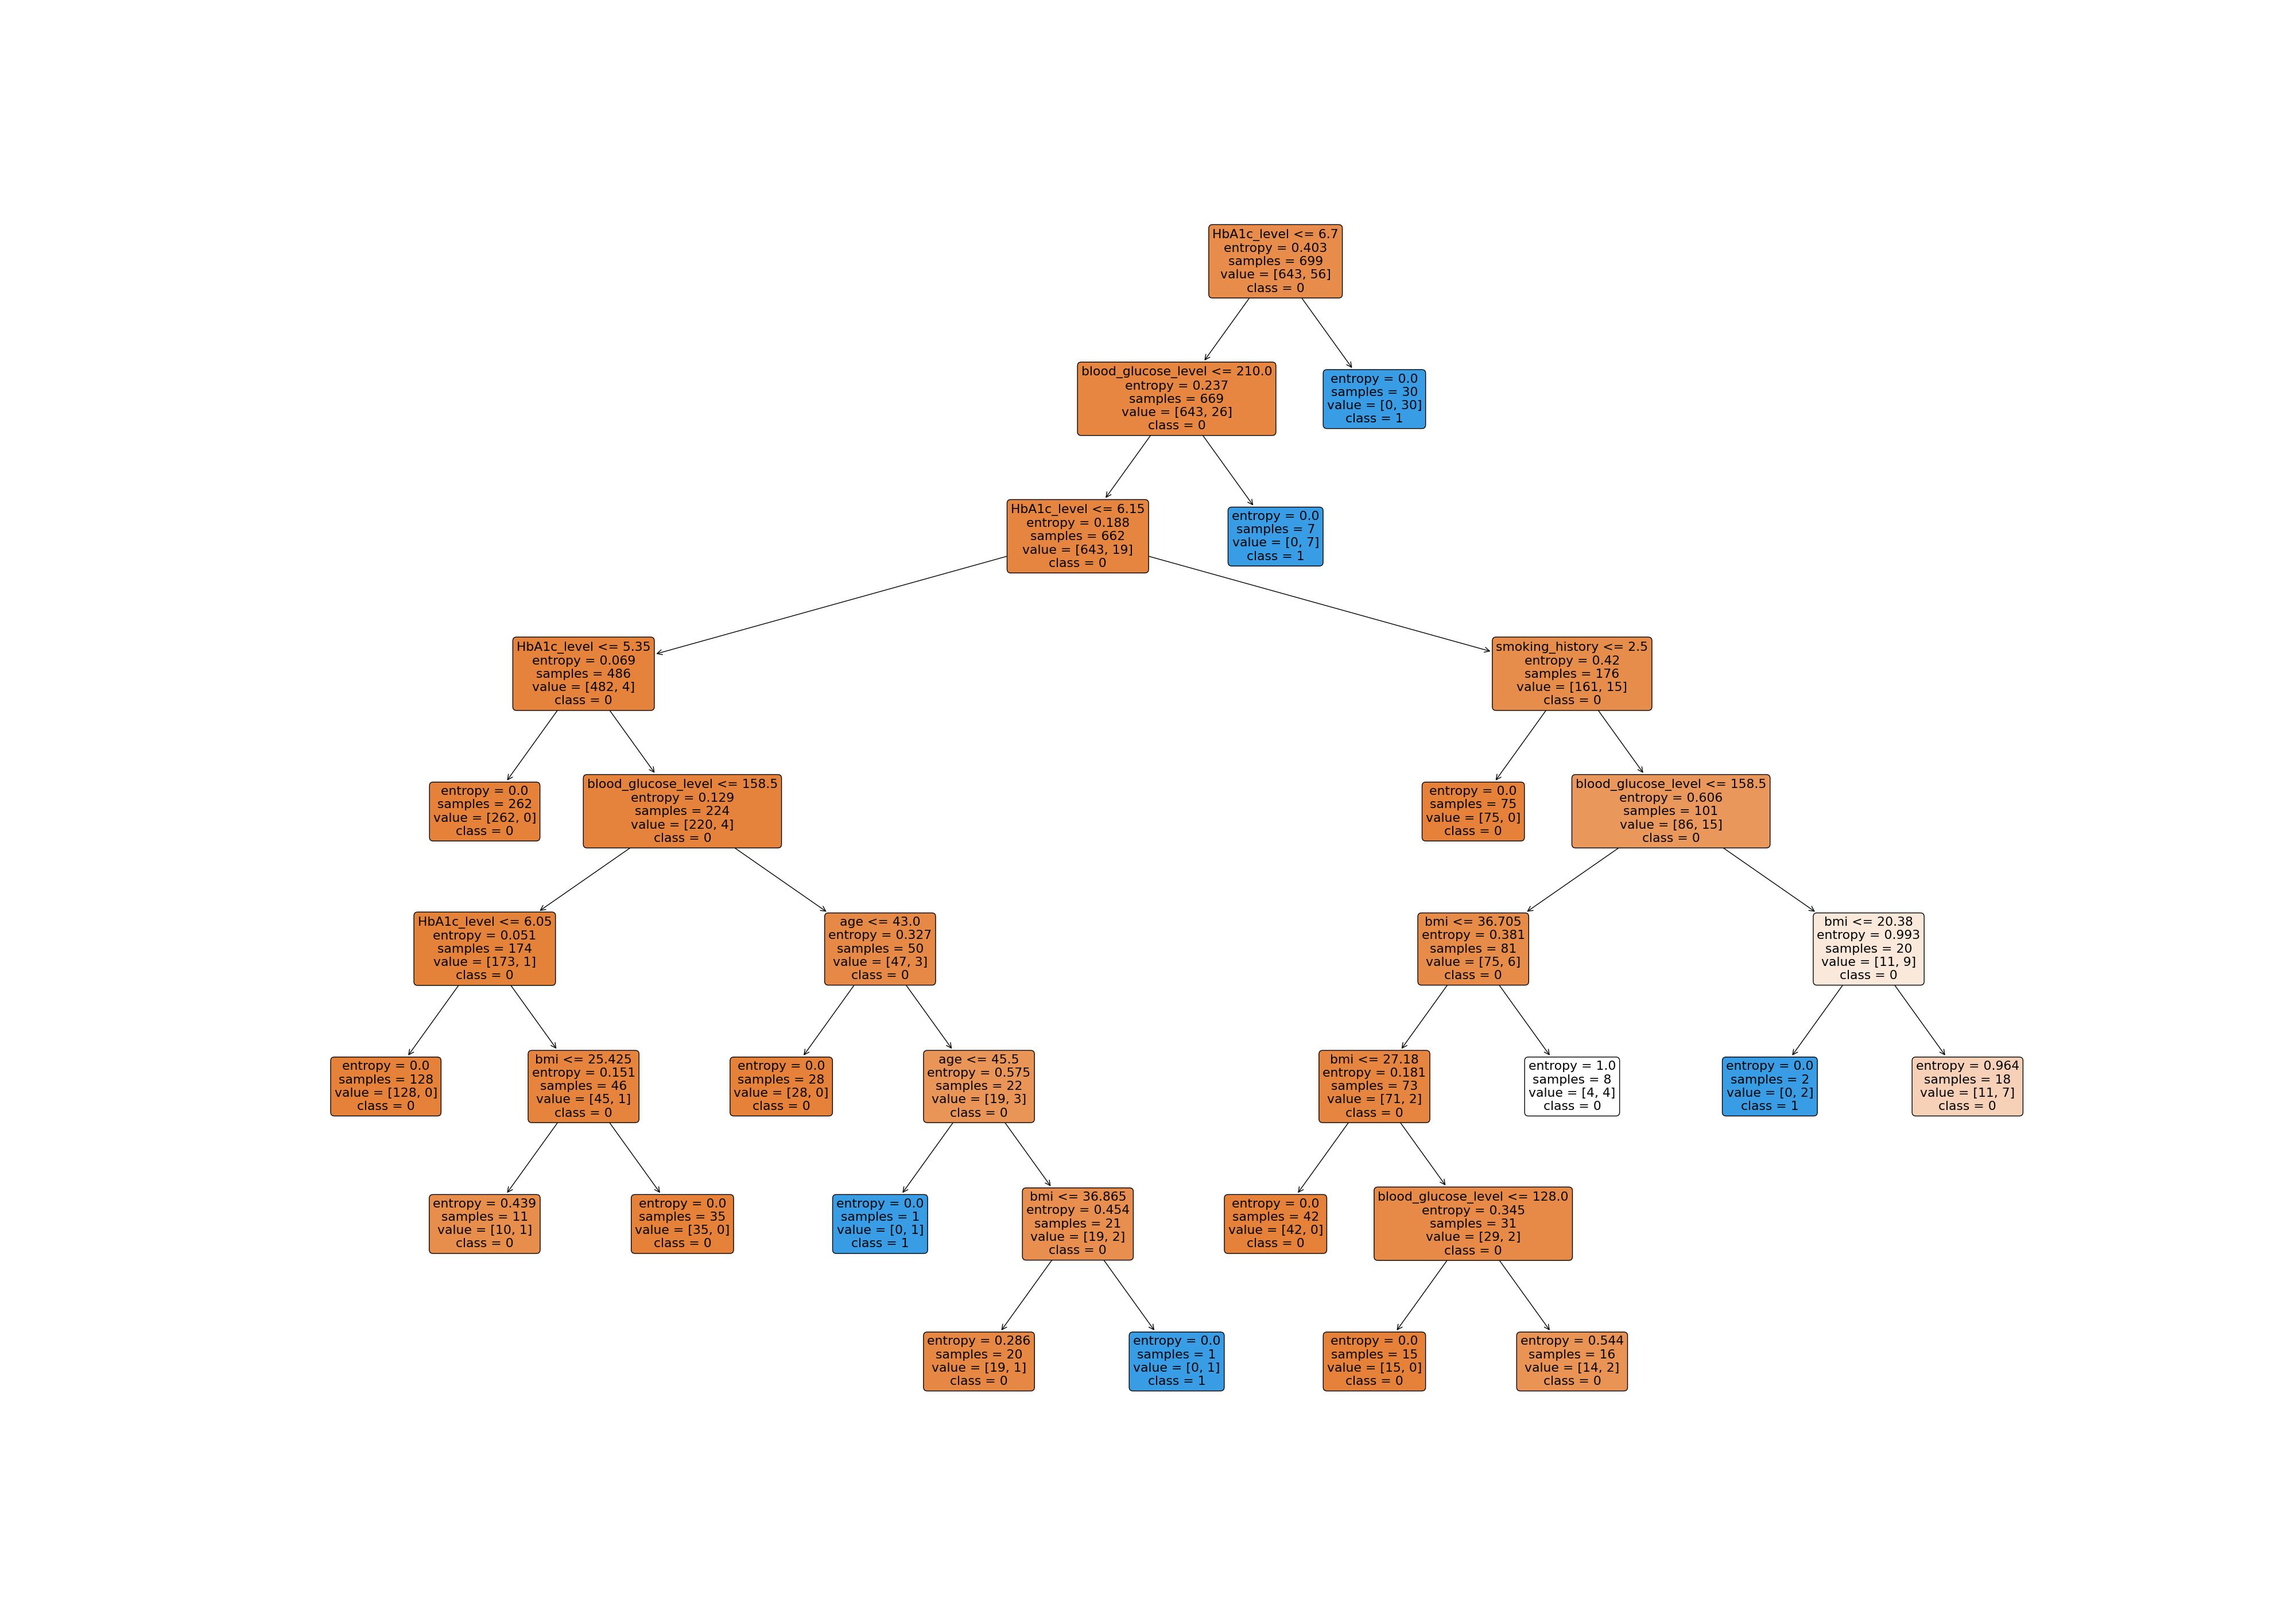 HbA1c_level <= 6.7
entropy = 0.403
samples = 699
value = [643, 56]
class = 0
blood_glucose_level <= 210.0
entropy = 0.237
samples = 669
value = [643, 26]
class = 0
entropy = 0.0
samples = 30
value = [0, 30]
class = 1
HbA1c_level <= 6.15
entropy = 0.188
samples = 662
value = [643, 19]
class = 0
entropy = 0.0
samples = 7
value = [0, 7]
class = 1
HbA1c_level <= 5.35
entropy = 0.069
samples = 486
value = [482, 4]
class = 0
smoking_history <= 2.5
entropy = 0.42
samples = 176
value = [161, 15]
class = 0
entropy = 0.0
samples = 262
value = [262, 0]
class = 0
blood_glucose_level <= 158.5
entropy = 0.129
samples = 224
value = [220, 4]
class = 0
entropy = 0.0
samples = 75
value = [75, 0]
class = 0
blood_glucose_level <= 158.5
entropy = 0.606
samples = 101
value = [86, 15]
class = 0
HbA1c_level <= 6.05
entropy = 0.051
samples = 174
value = [173, 1]
class = 0
age <= 43.0
entropy = 0.327
samples = 50
value = [47, 3]
class = 0
bmi <= 36.705
entropy = 0.381
samples = 81
value = [75, 6]
class = 0
bmi <= 20.38
entropy = 0.993
samples = 20
value = [11, 9]
class = 0
entropy = 0.0
samples = 128
value = [128, 0]
class = 0
bmi <= 25.425
entropy = 0.151
samples = 46
value = [45, 1]
class = 0
entropy = 0.0
samples = 28
value = [28, 0]
class = 0
age <= 45.5
entropy = 0.575
samples = 22
value = [19, 3]
class = 0
bmi <= 27.18
entropy = 0.181
samples = 73
value = [71, 2]
class = 0
entropy = 1.0
samples = 8
value = [4, 4]
class = 0
entropy = 0.0
samples = 2
value = [0, 2]
class = 1
entropy = 0.964
samples = 18
value = [11, 7]
class = 0
entropy = 0.439
samples = 11
value = [10, 1]
class = 0
entropy = 0.0
samples = 35
value = [35, 0]
class = 0
entropy = 0.0
samples = 1
value = [0, 1]
class = 1
bmi <= 36.865
entropy = 0.454
samples = 21
value = [19, 2]
class = 0
entropy = 0.0
samples = 42
value = [42, 0]
class = 0
blood_glucose_level <= 128.0
entropy = 0.345
samples = 31
value = [29, 2]
class = 0
entropy = 0.286
samples = 20
value = [19, 1]
class = 0
entropy = 0.0
samples = 1
value = [0, 1]
class = 1
entropy = 0.0
samples = 15
value = [15, 0]
class = 0
entropy = 0.544
samples = 16
value = [14, 2]
class = 0